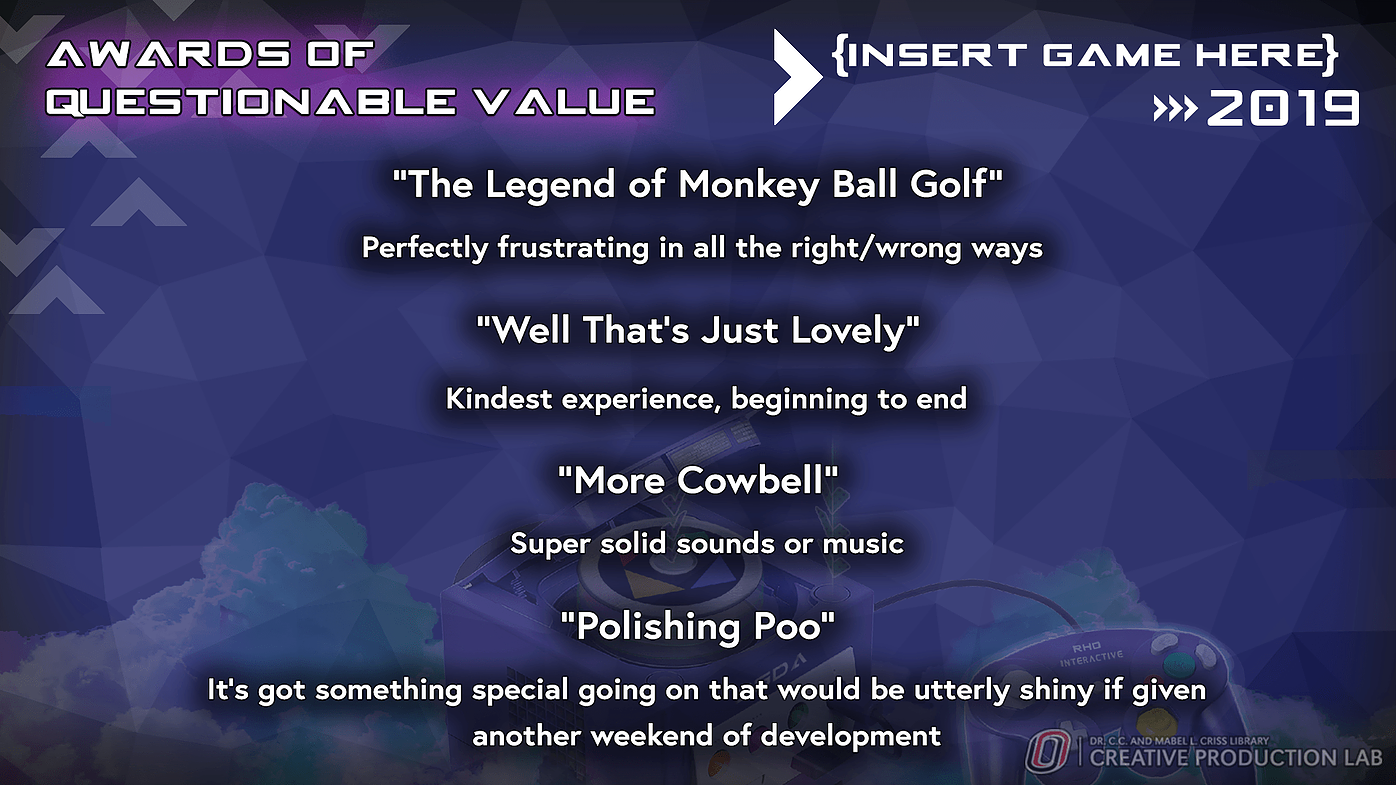 AWARDS OF
QUESTIONABLE VALUE
{INSERT GAME HERE}
2019
"The Legend of Monkey Ball Golf"
Perfectly frustrating in all the right/wrong ways
"Well That's Just Lovely"
Kindest experience, beginning to end
"More Cowbell"
Super solid sounds or music
"Polishing Poo"
It's got something special going on that would be utterly shiny if given
another weekend of development
RHO
INTERACTIVE
DR. C.C. AND MABEL L. CRISS LIBRARY
CREATIVE PRODUCTION LAB